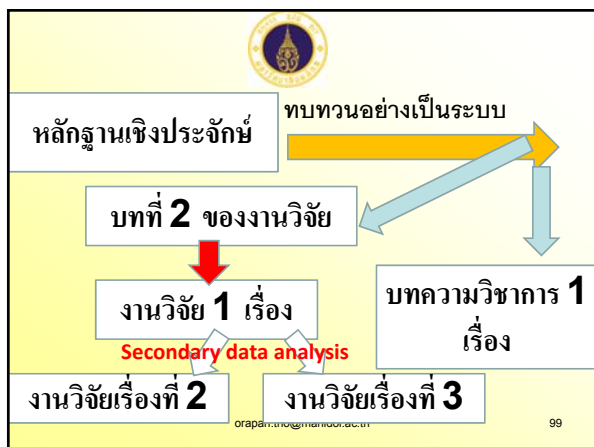 ทบทวนอย่างเป็นระบบ
หลักฐานเชิงประจักษ์
บทที่ 2 ของงานวิจัย
งานวิจัย 1 เรื่อง
บทความวิชาการ 1
เรื่อง
Secondary data analysis
งานวิจัยเรื่องที่ 2
งานวิจัยเรื่องที่ 3
99